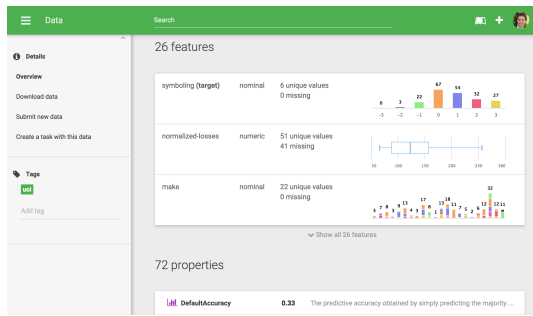 Data
Search
Details
Overview
Download data
Submit new data
Create a task with this data
Tags
uci
Add tag
26 features
symboling (target) nominal 6 unique values
0 missing
0 3 22 67 54 32 27
-3 -2 -1 0 1 2 3
normalized-losses numeric 51 unique values
41 missing
50 100 150 200 250 300
make nominal 22 unique values
0 missing
Show all 26 features
72 properties
DefaultAccuracy 0.33 The predictive accuracy obtained by simply predicting the majority ...